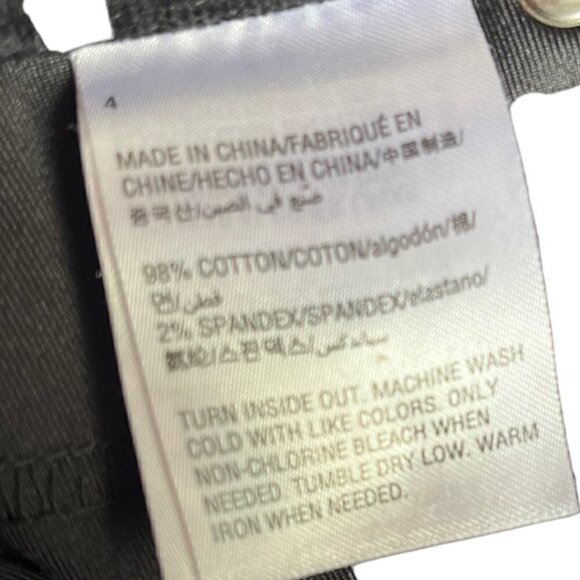 4
MADE IN CHINA/FABRIQUÉ EN
CHINE/HECHO EN CHINA/中国制造/
중국산/صنع في الصين/
98% COTTON/COTON/algodón/棉/
면/قطن/
2% SPANDEX/SPANDEX/elastano/
氨纶/스판덱스/سباندكس
TURN INSIDE OUT. MACHINE WASH
COLD WITH LIKE COLORS. ONLY
NON-CHLORINE BLEACH WHEN
NEEDED. TUMBLE DRY LOW. WARM
IRON WHEN NEEDED.